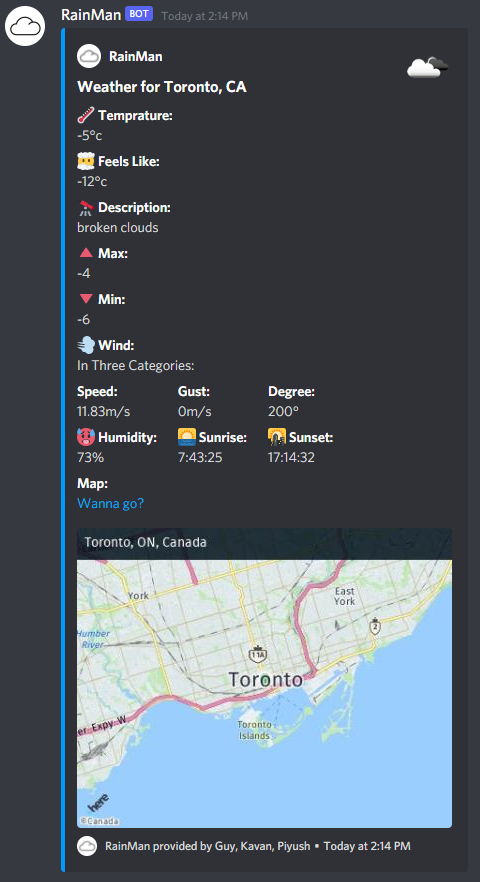 RainMan BOT Today at 2:14 PM
RainMan
Weather for Toronto, CA
Temprature:
-5°c
Feels Like:
-12°c
Description:
broken clouds
Max:
-4
Min:
-6
Wind:
In Three Categories:
Speed: Gust: Degree:
11.83m/s 0m/s 200°
Humidity: Sunrise: Sunset:
73% 7:43:25 17:14:32
Map:
Wanna go?
Toronto, ON, Canada
York
East
York
Humber
River
2
11A
Toronto
er Expy W.
Toronto
Islands
here
©Canada
RainMan provided by Guy, Kavan, Piyush • Today at 2:14 PM